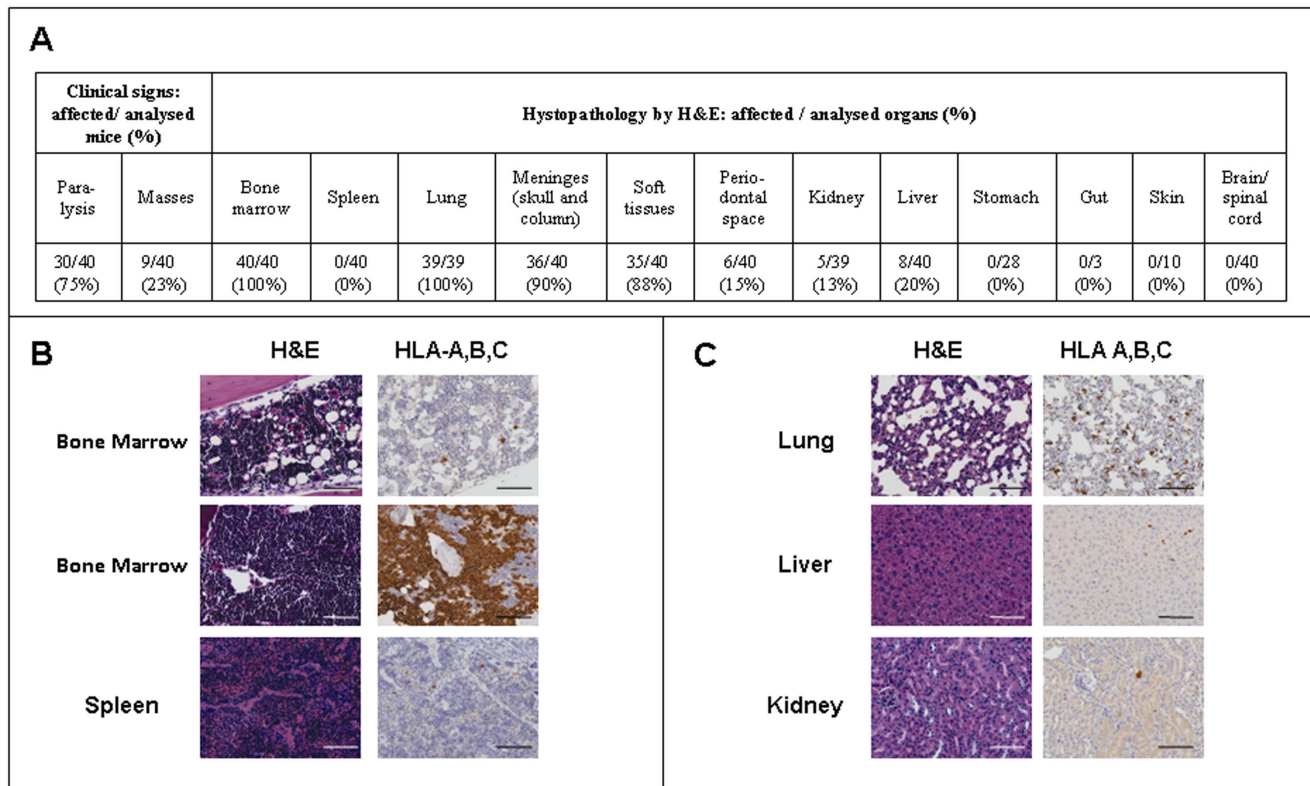 A
Clinical signs:
affected/ analysed
mice (%)
Hystopathology by H&E: affected / analysed organs (%)
Para-
lysis
Masses
Bone
marrow
Spleen
Lung
Meninges
(skull and
column)
Soft
tissues
Perio-
dontal
space
Kidney
Liver
Stomach
Gut
Skin
Brain/
spinal
cord
30/40
(75%)
9/40
(23%)
40/40
(100%)
0/40
(0%)
39/39
(100%)
36/40
(90%)
35/40
(88%)
6/40
(15%)
5/39
(13%)
8/40
(20%)
0/28
(0%)
0/3
(0%)
0/10
(0%)
0/40
(0%)
B
H&E
HLA-A,B,C
Bone Marrow
Bone Marrow
Spleen
C
H&E
HLA A,B,C
Lung
Liver
Kidney